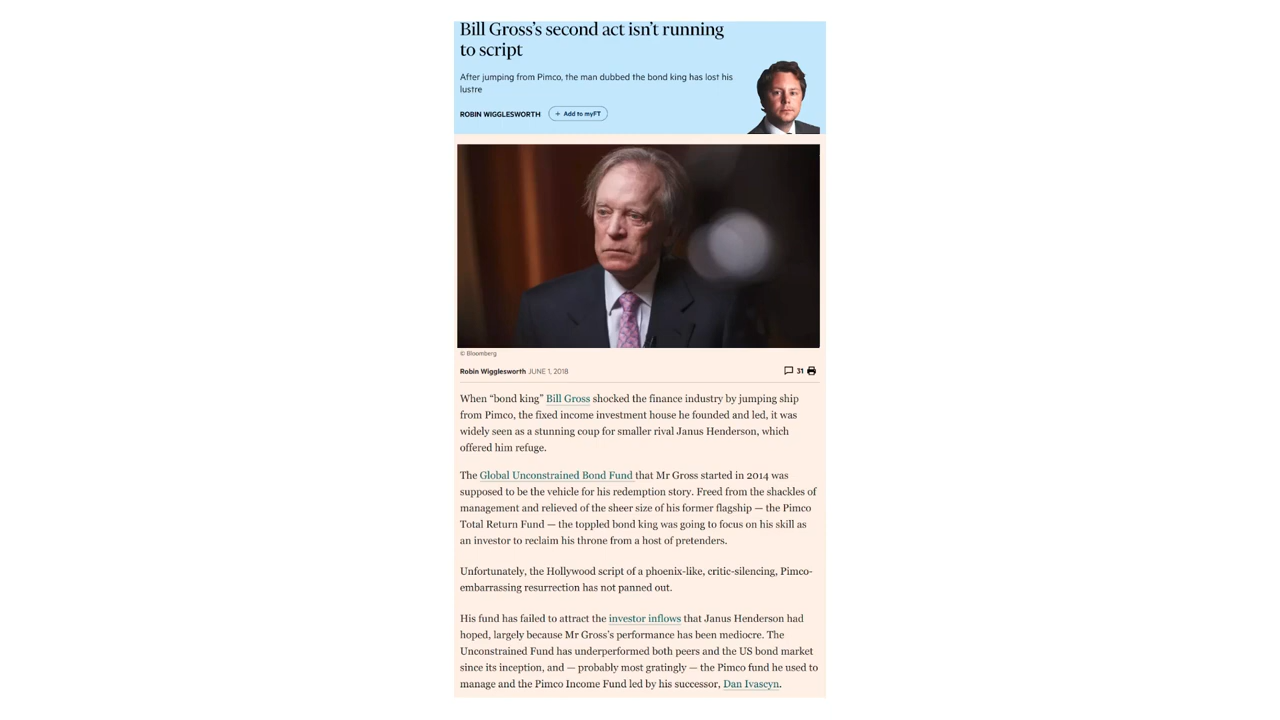 Bill Gross’s second act isn’t running
to script
After jumping from Pimco, the man dubbed the bond king has lost his
lustre
ROBIN WIGGLESWORTH + Add to myFT
© Bloomberg
Robin Wigglesworth JUNE 1, 2018 31
When “bond king” Bill Gross shocked the finance industry by jumping ship
from Pimco, the fixed income investment house he founded and led, it was
widely seen as a stunning coup for smaller rival Janus Henderson, which
offered him refuge.
The Global Unconstrained Bond Fund that Mr Gross started in 2014 was
supposed to be the vehicle for his redemption story. Freed from the shackles of
management and relieved of the sheer size of his former flagship — the Pimco
Total Return Fund — the toppled bond king was going to focus on his skill as
an investor to reclaim his throne from a host of pretenders.
Unfortunately, the Hollywood script of a phoenix-like, critic-silencing, Pimco-
embarrassing resurrection has not panned out.
His fund has failed to attract the investor inflows that Janus Henderson had
hoped, largely because Mr Gross’s performance has been mediocre. The
Unconstrained Fund has underperformed both peers and the US bond market
since its inception, and — probably most gratingly — the Pimco fund he used to
manage and the Pimco Income Fund led by his successor, Dan Ivascyn.